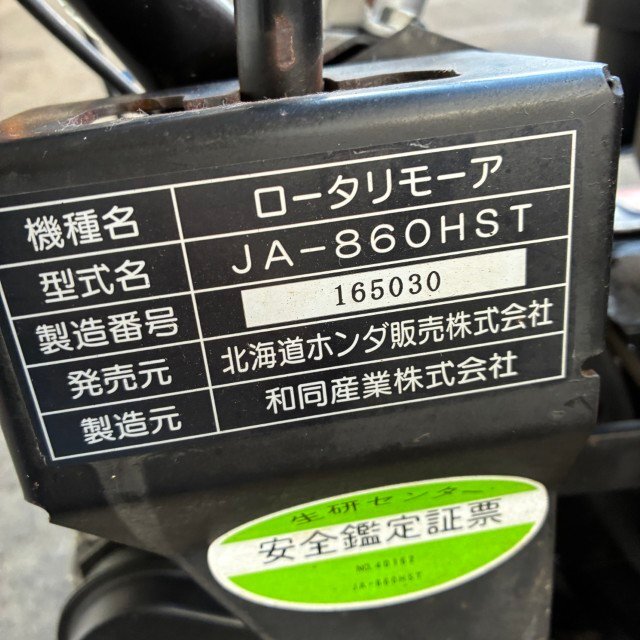 機種名 ロータリモーア
型式名 JA-860HST
製造番号 165030
発売元 北海道ホンダ販売株式会社
製造元 和同産業株式会社
生研センター
安全鑑定証票
JA-860HST